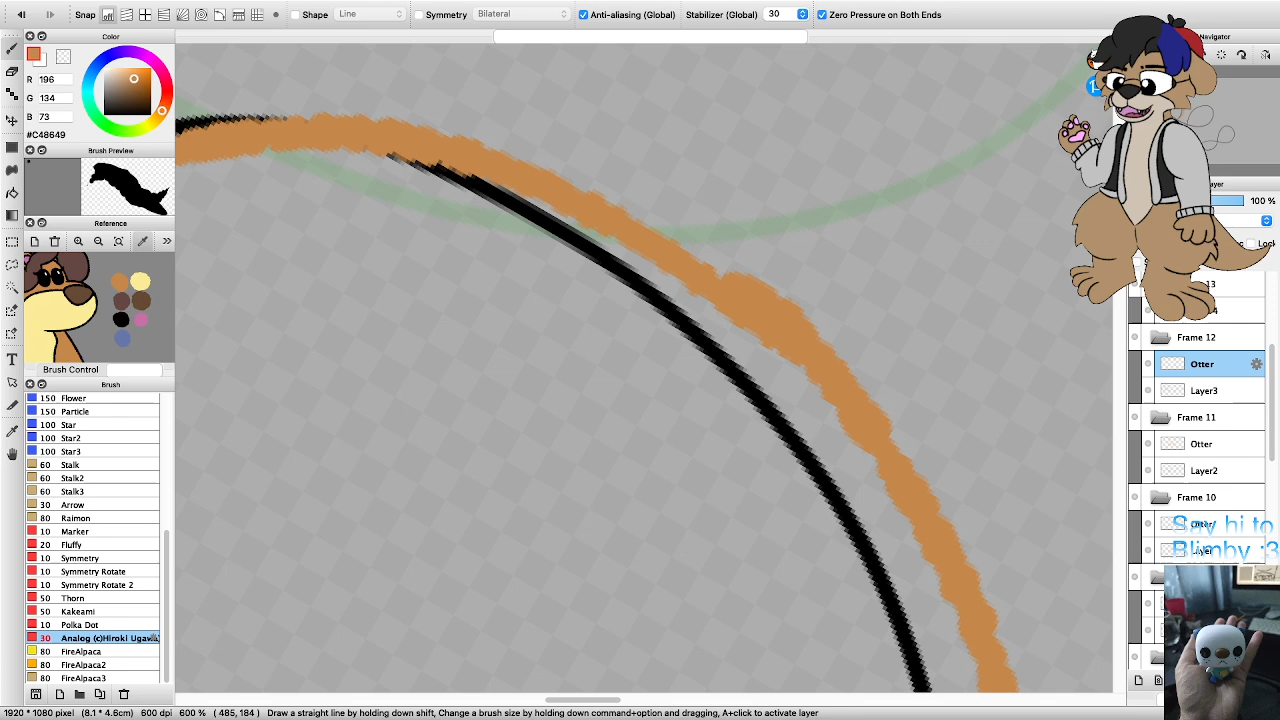 Snap
Shape
Line
Symmetry
Bilateral
Anti-aliasing (Global)
Stabilizer (Global)
30
Zero Pressure on Both Ends
Color
R 196
G 134
B 73
#C48649
Brush Preview
Reference
Brush Control
Brush
150 Flower
150 Particle
100 Star
100 Star2
100 Star3
60 Stalk
60 Stalk2
60 Stalk3
30 Arrow
80 Raimon
10 Marker
20 Fluffy
10 Symmetry
10 Symmetry Rotate
10 Symmetry Rotate 2
50 Thorn
50 Kakeami
10 Polka Dot
30 Analog (c)Hiroki Ugawa
80 FireAlpaca
80 FireAlpaca2
80 FireAlpaca3
Navigator
100 %
13
Frame 12
Otter
Layer3
Frame 11
Otter
Layer2
Frame 10
Otter
Say hi to
Blimby :3
1920 * 1080 pixel (8.1 * 4.6cm) 600 dpi 600 % ( 485, 184 ) Draw a straight line by holding down shift, Change a brush size by holding down command+option and dragging, A+click to activate layer